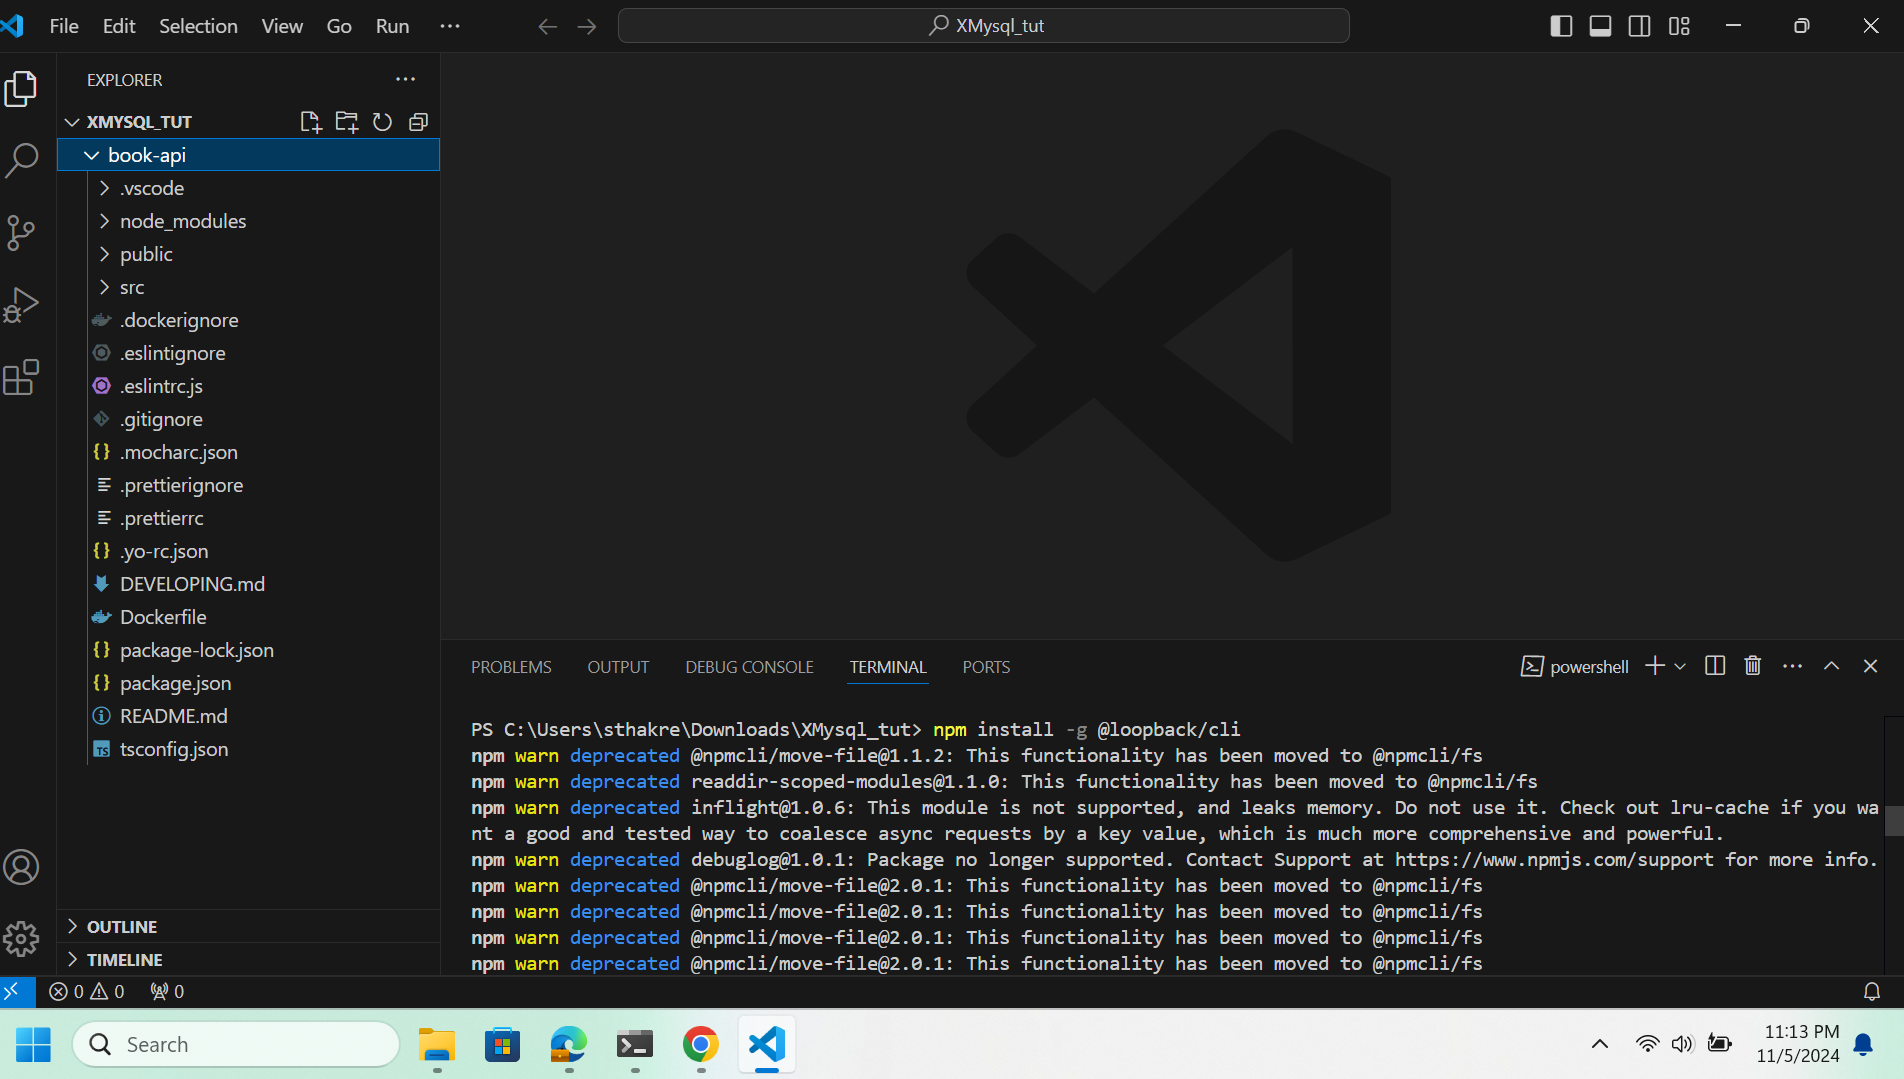 File Edit Selection View Go Run ···
XMysql_tut
EXPLORER
XMYSQL_TUT
book-api
.vscode
node_modules
public
src
.dockerignore
.eslintignore
.eslintrc.js
.gitignore
.mocharc.json
.prettierignore
.prettierrc
.yo-rc.json
DEVELOPING.md
Dockerfile
package-lock.json
package.json
README.md
tsconfig.json
OUTLINE
TIMELINE
PROBLEMS OUTPUT DEBUG CONSOLE TERMINAL PORTS
powershell
PS C:\Users\sthakre\Downloads\XMysql_tut> npm install -g @loopback/cli
npm warn deprecated @npmcli/move-file@1.1.2: This functionality has been moved to @npmcli/fs
npm warn deprecated readdir-scoped-modules@1.1.0: This functionality has been moved to @npmcli/fs
npm warn deprecated inflight@1.0.6: This module is not supported, and leaks memory. Do not use it. Check out lru-cache if you wa
nt a good and tested way to coalesce async requests by a key value, which is much more comprehensive and powerful.
npm warn deprecated debuglog@1.0.1: Package no longer supported. Contact Support at https://www.npmjs.com/support for more info.
npm warn deprecated @npmcli/move-file@2.0.1: This functionality has been moved to @npmcli/fs
npm warn deprecated @npmcli/move-file@2.0.1: This functionality has been moved to @npmcli/fs
npm warn deprecated @npmcli/move-file@2.0.1: This functionality has been moved to @npmcli/fs
npm warn deprecated @npmcli/move-file@2.0.1: This functionality has been moved to @npmcli/fs
0 0 0
Search
11:13 PM
11/5/2024